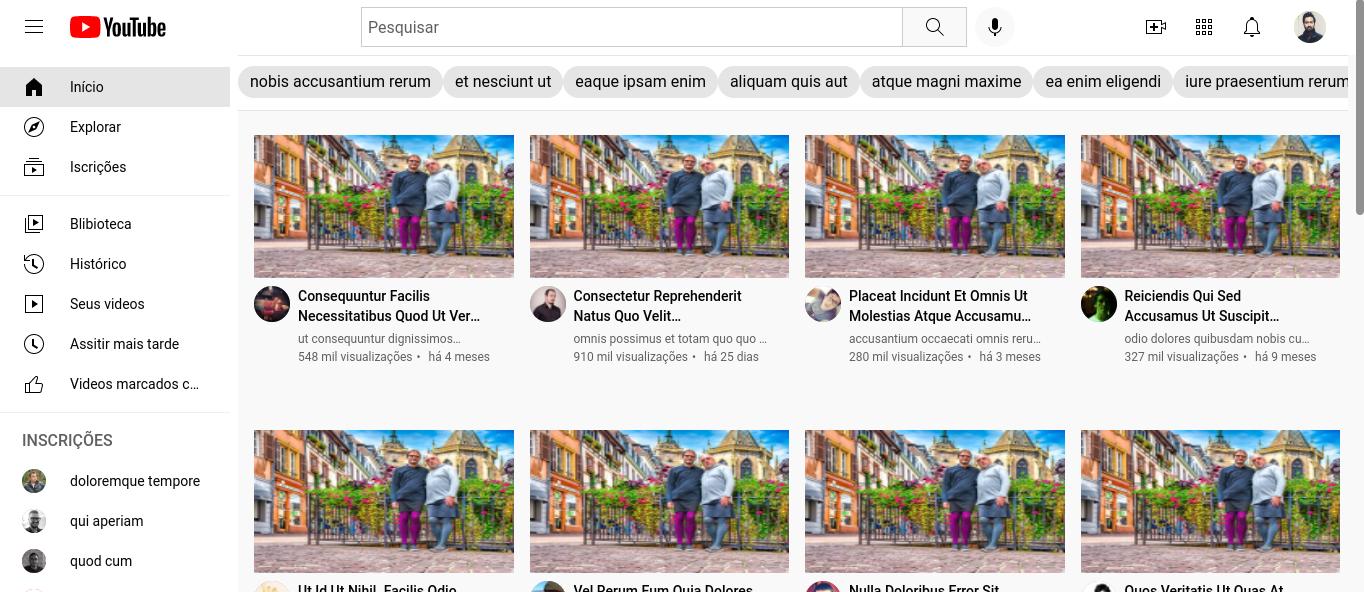 YouTube
Pesquisar
nobis accusantium rerum
et nesciunt ut
eaque ipsam enim
aliquam quis aut
atque magni maxime
ea enim eligendi
iure praesentium rerum
Início
Explorar
Iscrições
Blibioteca
Histórico
Seus videos
Assitir mais tarde
Videos marcados c...
INSCRIÇÕES
doloremque tempore
qui aperiam
quod cum
Consequuntur Facilis
Necessitatibus Quod Ut Ver...
ut consequuntur dignissimos...
548 mil visualizações • há 4 meses
Consectetur Reprehenderit
Natus Quo Velit...
omnis possimus et totam quo quo ...
910 mil visualizações • há 25 dias
Placeat Incidunt Et Omnis Ut
Molestias Atque Accusamu...
accusantium occaecati omnis reru...
280 mil visualizações • há 3 meses
Reiciendis Qui Sed
Accusamus Ut Suscipit...
odio dolores quibusdam nobis cu...
327 mil visualizações • há 9 meses
Ut Id Ut Nihil. Facilis Odio
Vel Rerum Eum Quia Dolores
Nulla Doloribus Error Sit
Quos Veritatis Ut Quas At